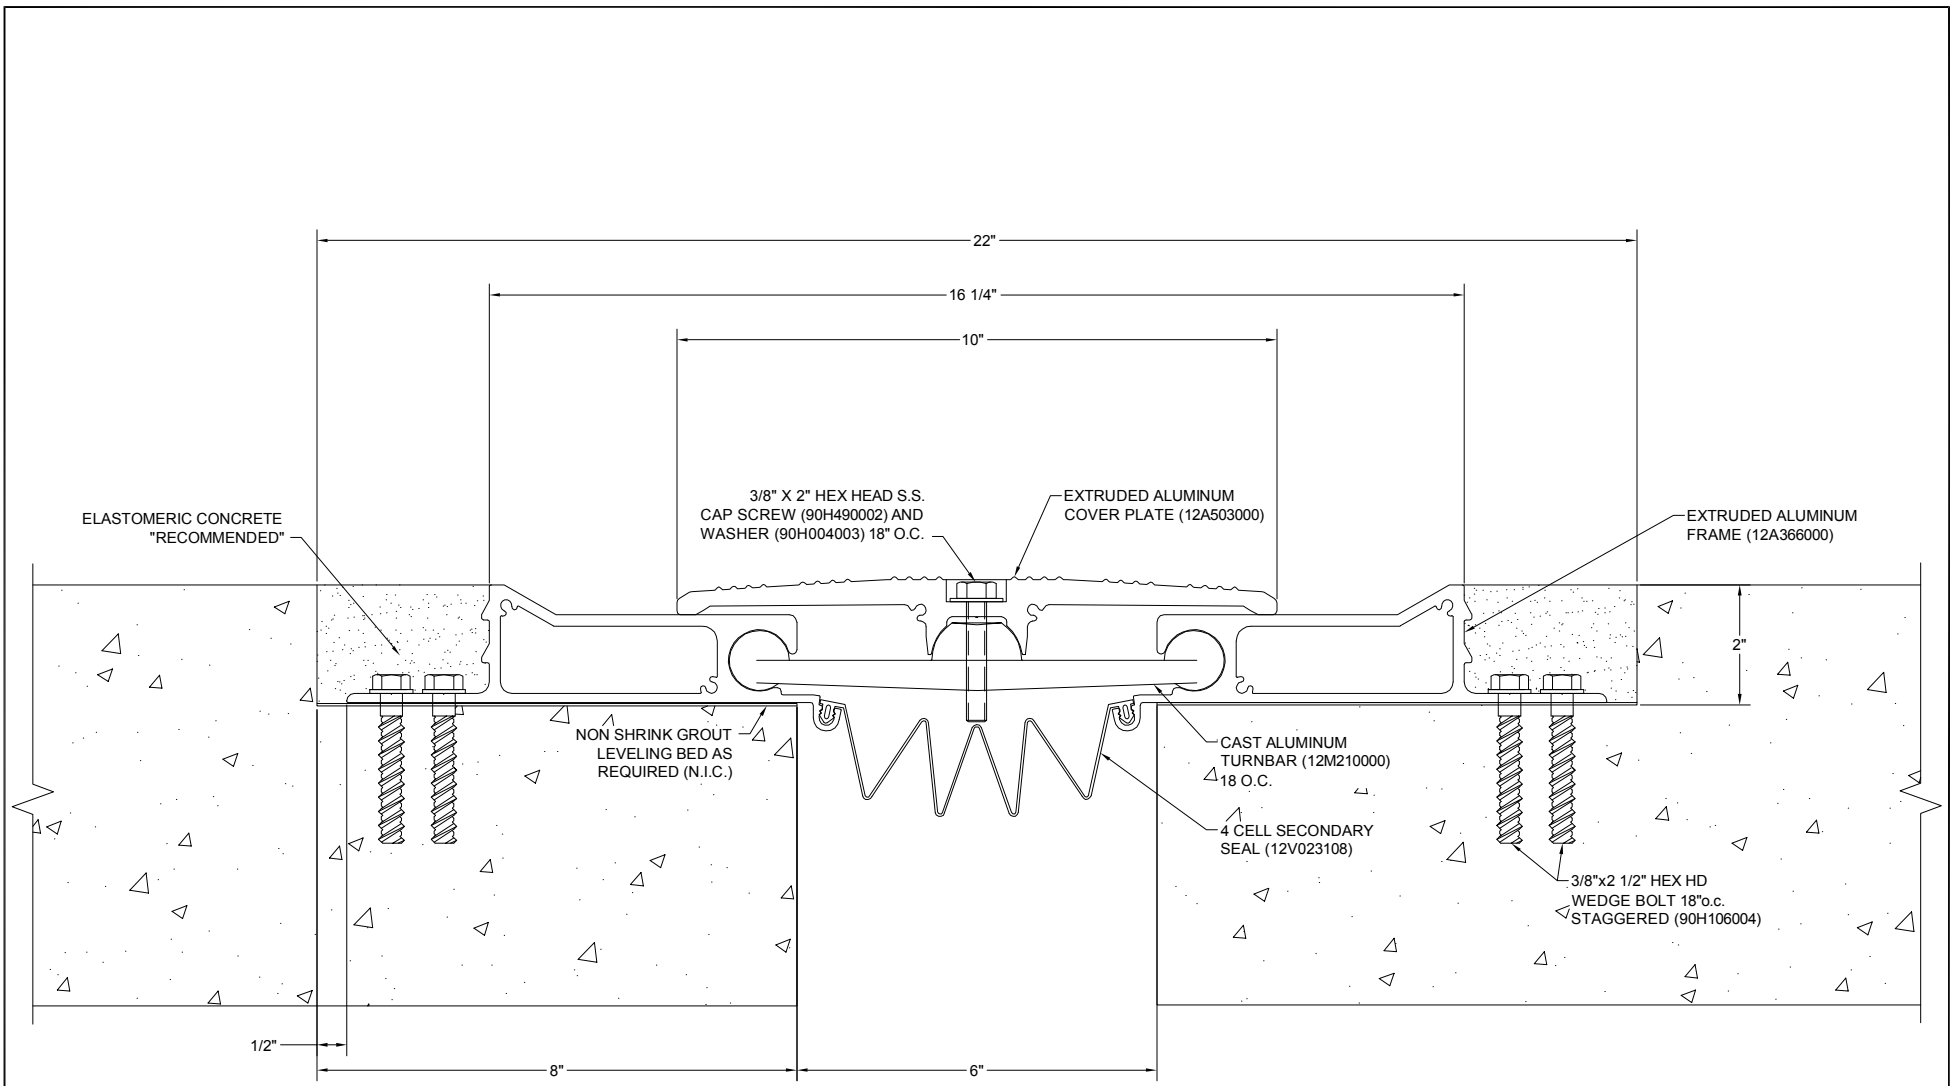 22"
16 1/4"
10"
3/8" X 2" HEX HEAD S.S.
CAP SCREW (90H490002) AND
WASHER (90H004003) 18" O.C.
EXTRUDED ALUMINUM
COVER PLATE (12A503000)
ELASTOMERIC CONCRETE
"RECOMMENDED"
EXTRUDED ALUMINUM
FRAME (12A366000)
2"
NON SHRINK GROUT
LEVELING BED AS
REQUIRED (N.I.C.)
CAST ALUMINUM
TURNBAR (12M210000)
18 O.C.
4 CELL SECONDARY
SEAL (12V023108)
3/8"x2 1/2" HEX HD
WEDGE BOLT 18"o.c.
STAGGERED (90H106004)
1/2"
8"
6"